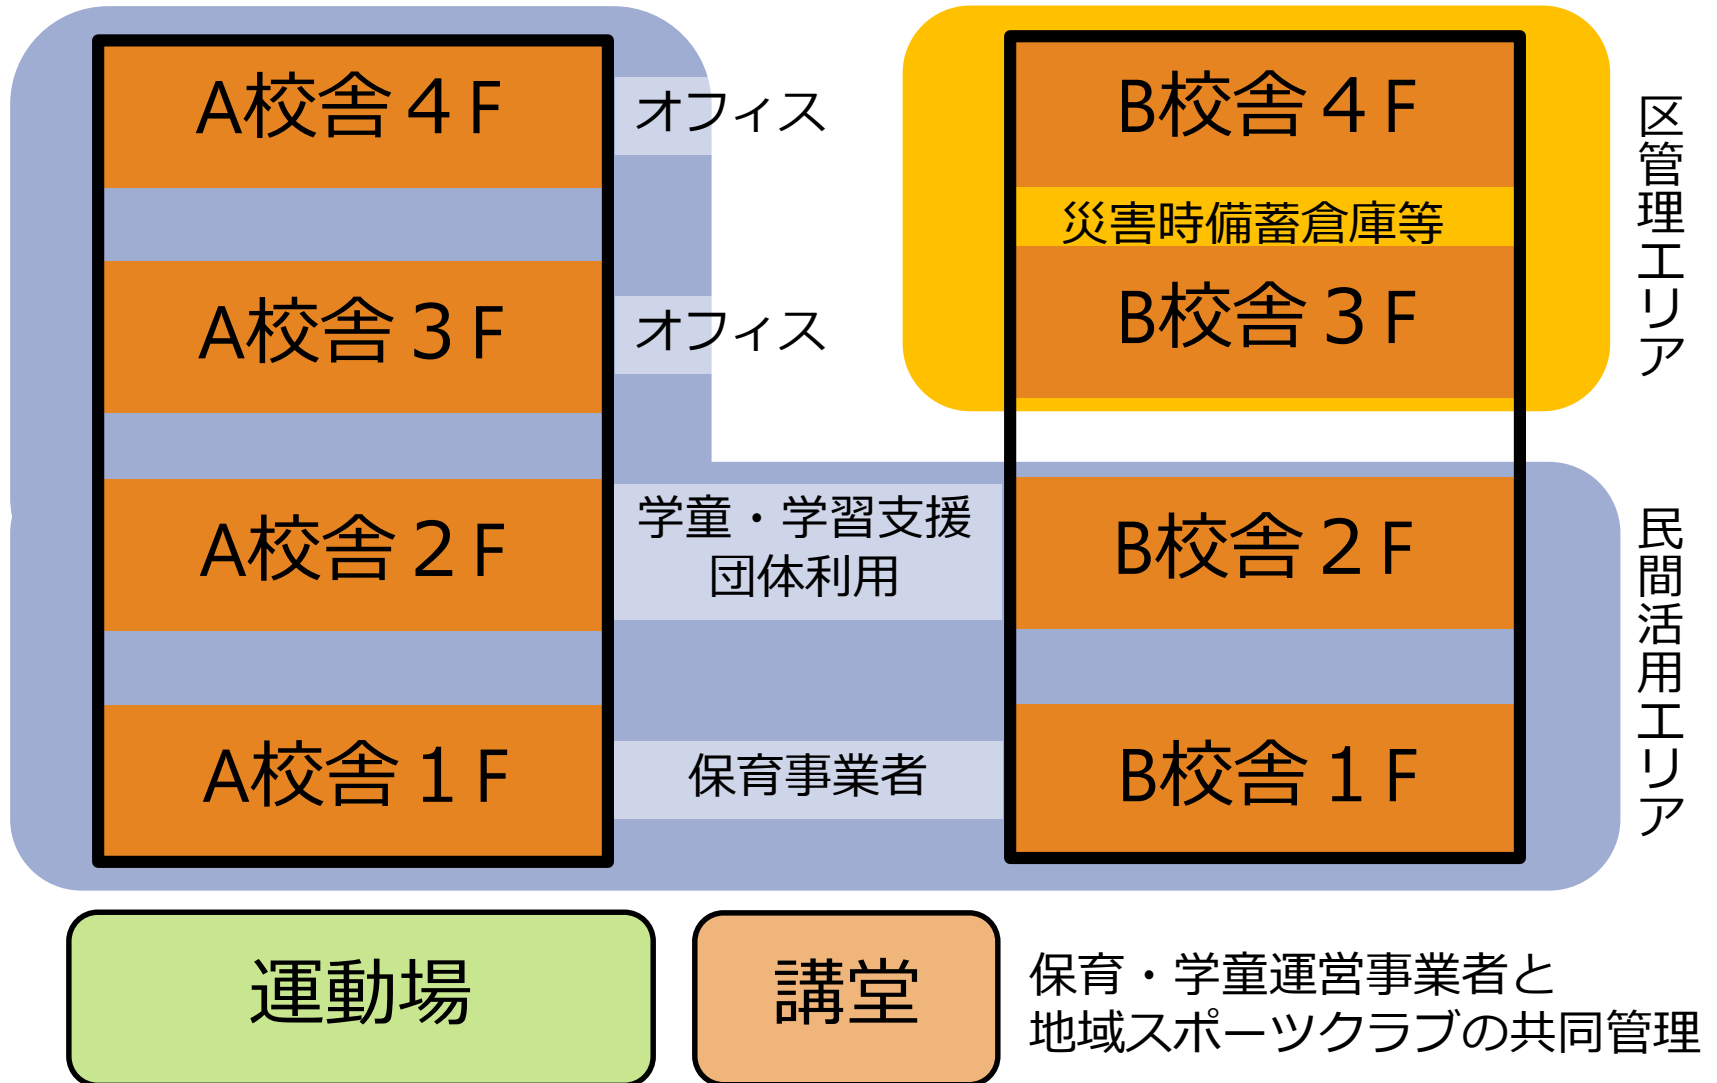 A校舎４F
オフィス
B校舎４F
災害時備蓄倉庫等
A校舎３F
オフィス
B校舎３F
区管理エリア
A校舎２F
学童・学習支援
団体利用
B校舎２F
A校舎１F
保育事業者
B校舎１F
民間活用エリア
運動場
講堂
保育・学童運営事業者と
地域スポーツクラブの共同管理